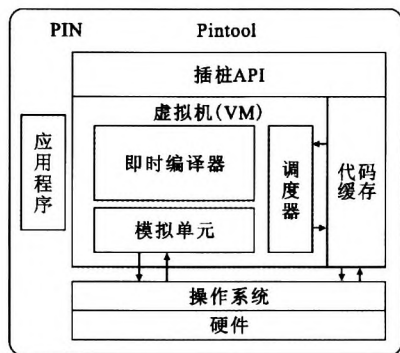 PIN Pintool
插桩API
虚拟机(VM)
应用程序
即时编译器
调度器
代码缓存
模拟单元
操作系统
硬件